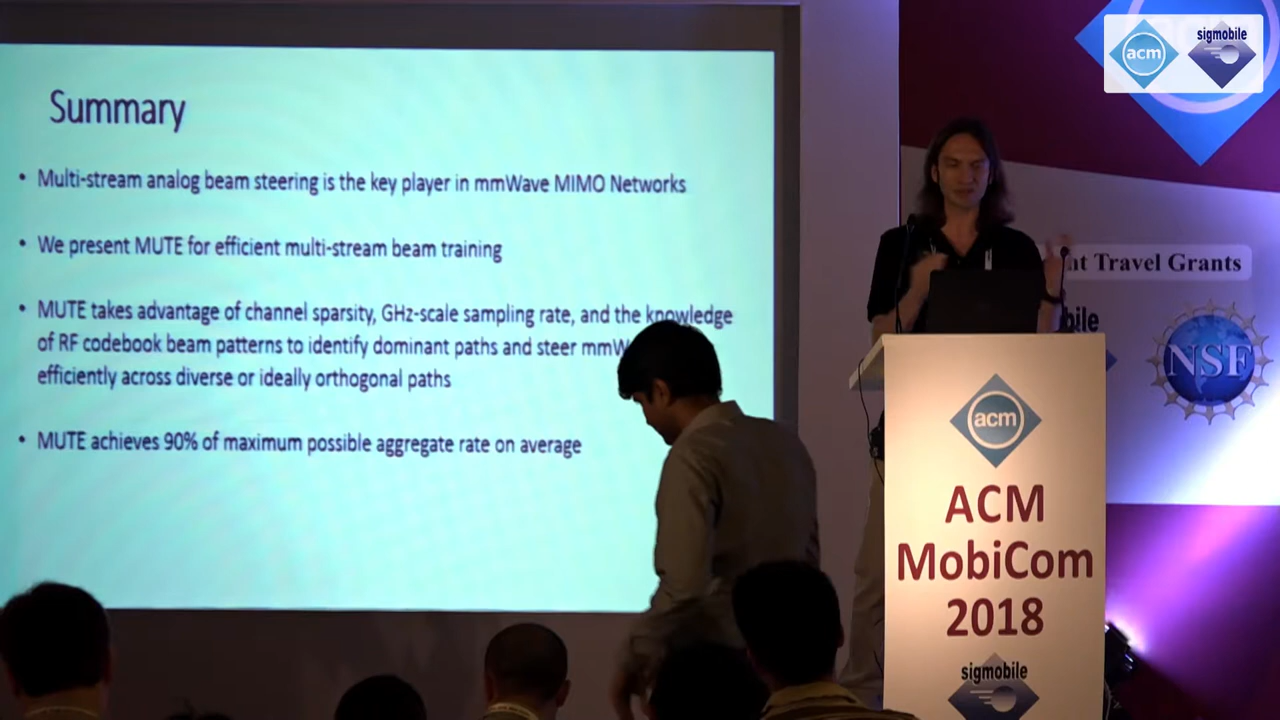 Summary
• Multi-stream analog beam steering is the key player in mmWave MIMO Networks
• We present MUTE for efficient multi-stream beam training
• MUTE takes advantage of channel sparsity, GHz-scale sampling rate, and the knowledge
of RF codebook beam patterns to identify dominant paths and steer
efficiently across diverse or ideally orthogonal paths
• MUTE achieves 90% of maximum possible aggregate rate on average
acm
sigmobile
Travel Grants
NSF
acm
ACM
MobiCom
2018
sigmobile